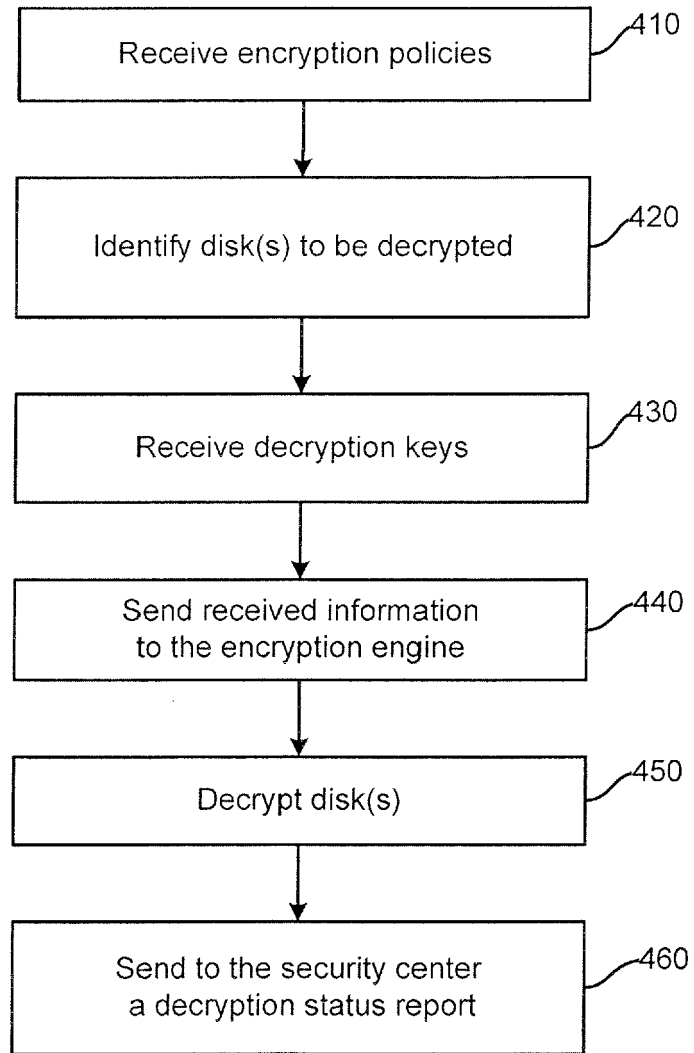 Receive encryption policies
410
Identify disk(s) to be decrypted
420
Receive decryption keys
430
Send received information
to the encryption engine
440
Decrypt disk(s)
450
Send to the security center
a decryption status report
460